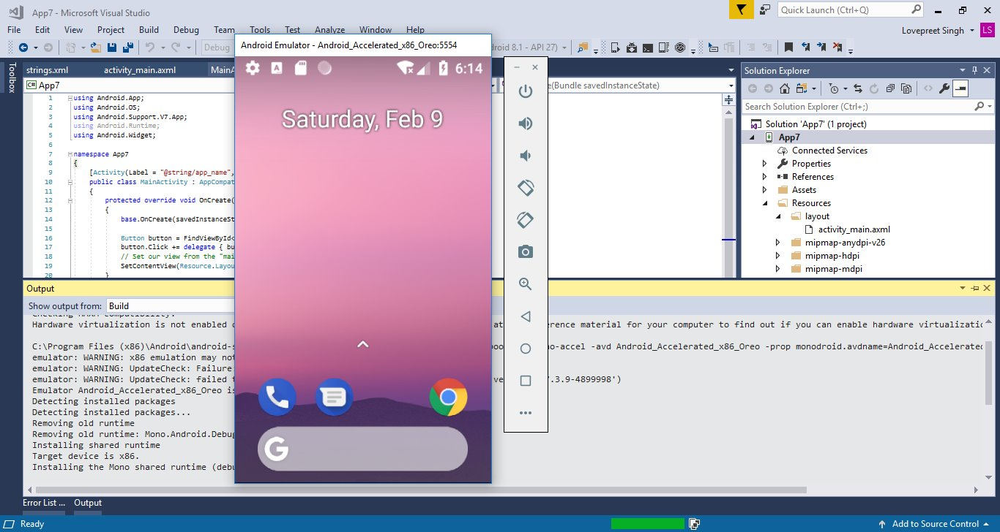 App7 - Microsoft Visual Studio
Quick Launch (Ctrl+Q)
File Edit View Project Build Debug Team Tools Test Analyze Window Help
Lovepreet Singh LS
Debug
Android Emulator - Android_Accelerated_x86_Oreo:5554
roid 8.1 - API 27)
Toolbox
strings.xml activity_main.axml MainA
C# App7
e(Bundle savedInstanceState)
1 using Android.App;
2 using Android.OS;
3 using Android.Support.V7.App;
4 using Android.Runtime;
5 using Android.Widget;
6
7 namespace App7
8 {
9 [Activity(Label = "@string/app_name",
10 public class MainActivity : AppCompat
11 {
12 protected override void OnCreate(
13 {
14 base.OnCreate(savedInstanceSt
15
16 Button button = FindViewById<
17 button.Click += delegate { bu
18 // Set our view from the "mai
19 SetContentView(Resource.Layou
20 }
A 6:14
Saturday, Feb 9
G
Solution Explorer
Search Solution Explorer (Ctrl+;)
Solution 'App7' (1 project)
App7
Connected Services
Properties
References
Assets
Resources
layout
activity_main.axml
mipmap-anydpi-v26
mipmap-hdpi
mipmap-mdpi
Output
Show output from: Build
Hardware virtualization is not enabled erence material for your computer to find out if you can enable hardware virtualizatio
C:\Program Files (x86)\Android\android-s o-accel -avd Android_Accelerated_x86_Oreo -prop monodroid.avdname=Android_Accelerated
emulator: WARNING: x86 emulation may not
emulator: WARNING: UpdateCheck: Failure
emulator: WARNING: UpdateCheck: failed t ve .3.9-4899998')
Emulator Android_Accelerated_x86_Oreo is
Detecting installed packages
Detecting installed packages...
Removing old runtime
Removing old runtime: Mono.Android.Debug
Installing shared runtime
Target device is x86.
Installing the Mono shared runtime (debu
Error List ... Output
Ready
Add to Source Control